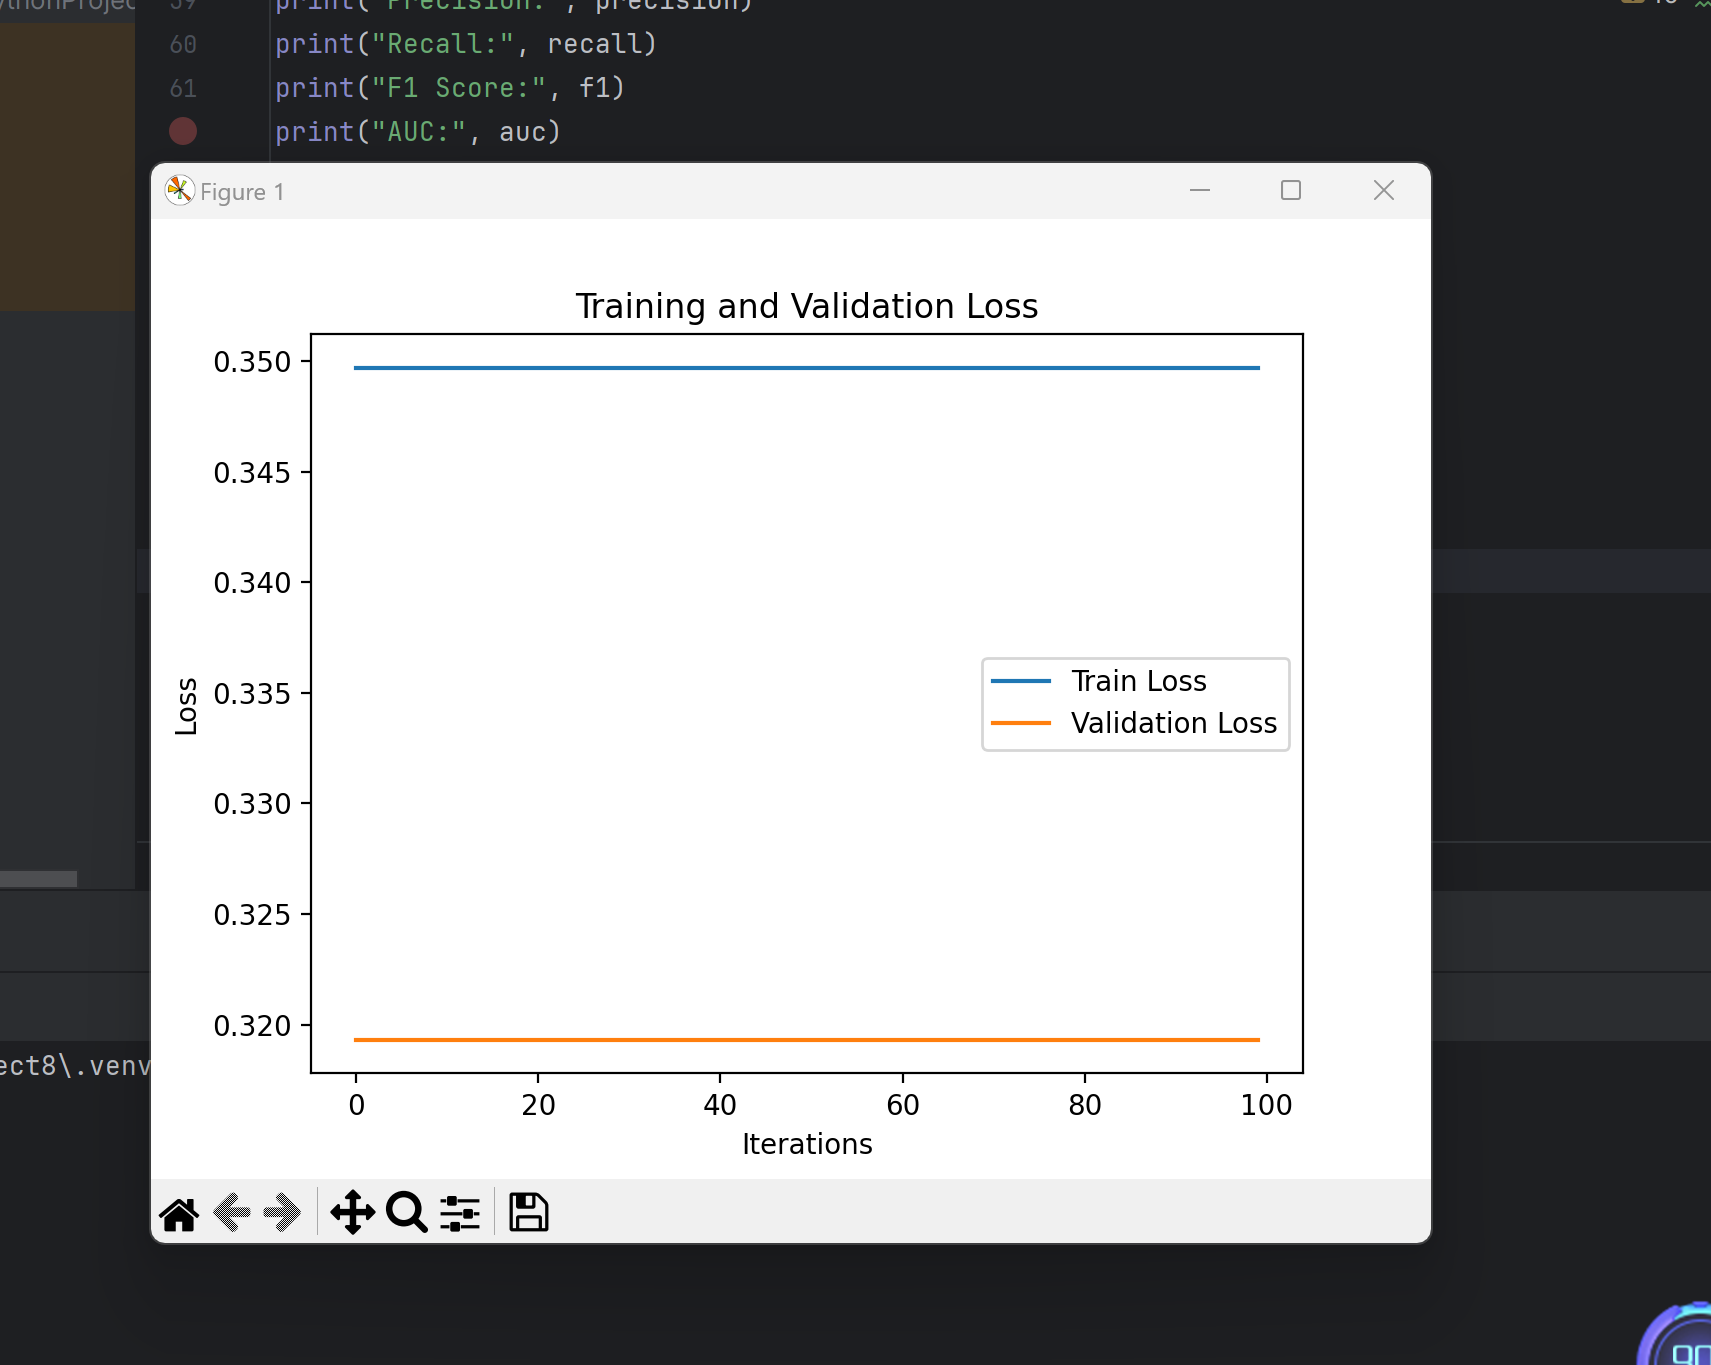 59 print("Precision:", precision)
60 print("Recall:", recall)
61 print("F1 Score:", f1)
print("AUC:", auc)
Figure 1
Training and Validation Loss
0.350
0.345
0.340
0.335
0.330
0.325
0.320
Loss
Train Loss
Validation Loss
0 20 40 60 80 100
Iterations
ect8\.venv
90